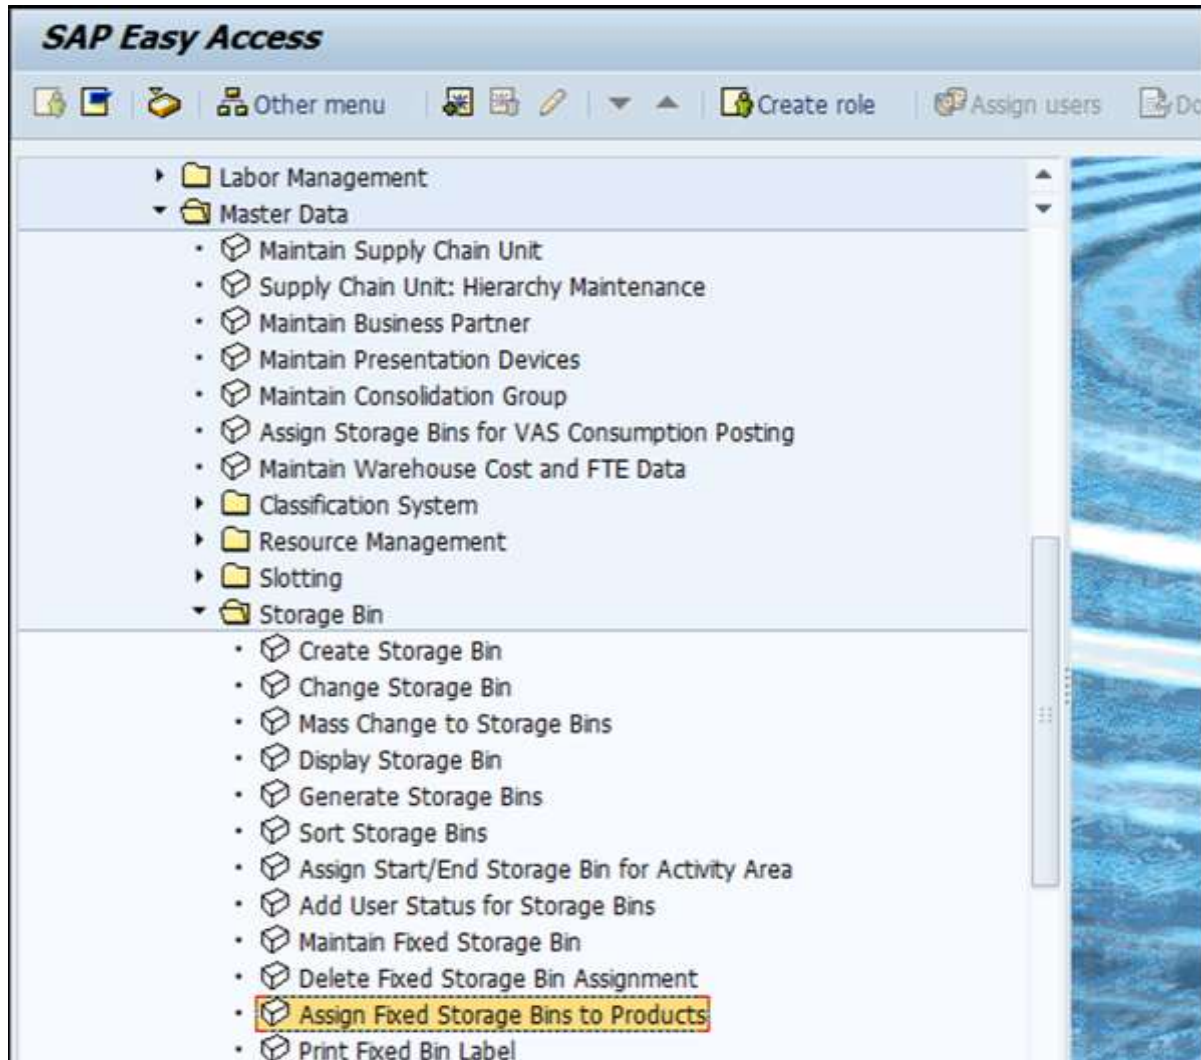 SAP Easy Access
Other menu Create role Assign users
Labor Management
Master Data
Maintain Supply Chain Unit
Supply Chain Unit: Hierarchy Maintenance
Maintain Business Partner
Maintain Presentation Devices
Maintain Consolidation Group
Assign Storage Bins for VAS Consumption Posting
Maintain Warehouse Cost and FTE Data
Classification System
Resource Management
Slotting
Storage Bin
Create Storage Bin
Change Storage Bin
Mass Change to Storage Bins
Display Storage Bin
Generate Storage Bins
Sort Storage Bins
Assign Start/End Storage Bin for Activity Area
Add User Status for Storage Bins
Maintain Fixed Storage Bin
Delete Fixed Storage Bin Assignment
Assign Fixed Storage Bins to Products
Print Fixed Bin Label